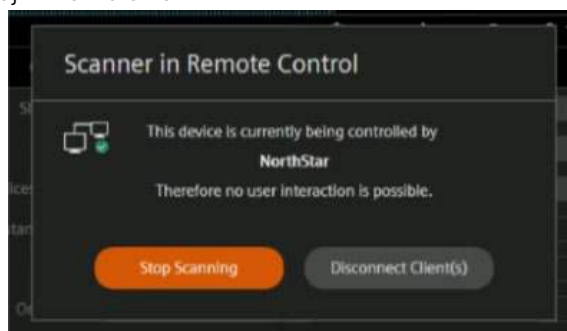 Scanner in Remote Control
This device is currently being controlled by
NorthStar
Therefore no user interaction is possible.
Stop Scanning
Disconnect Client(s)